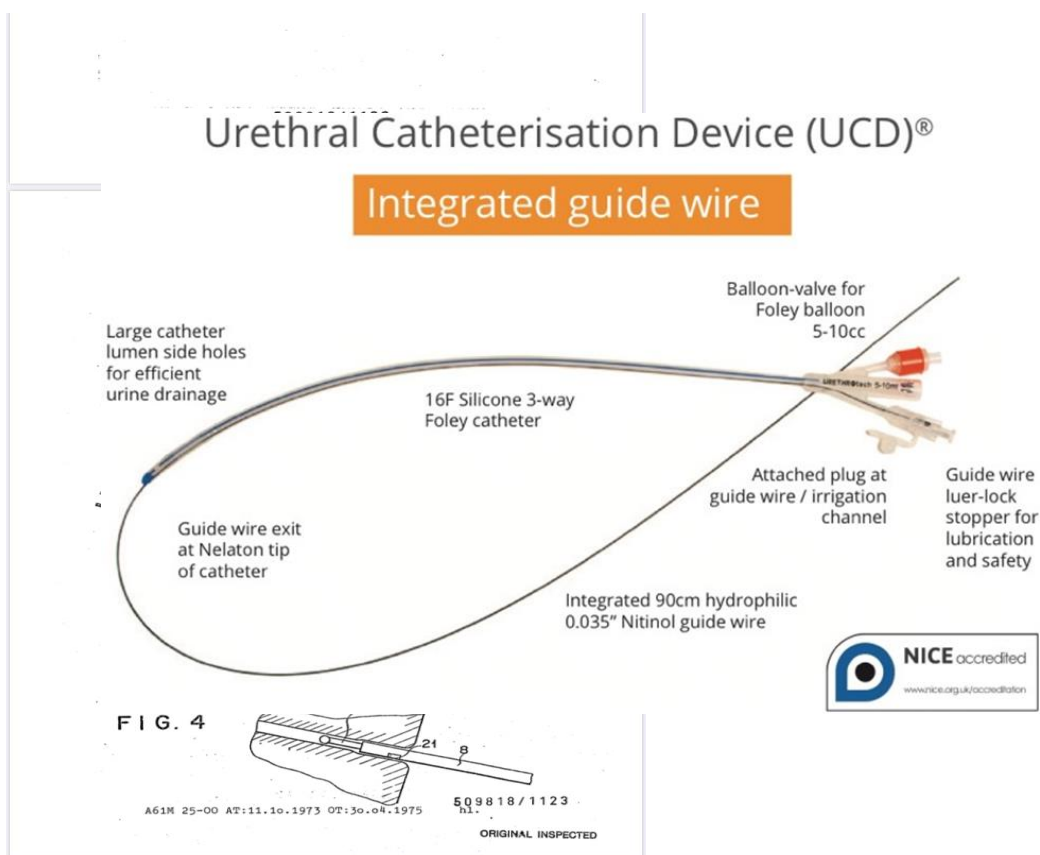 Urethral Catheterisation Device (UCD)®
Integrated guide wire
Balloon-valve for
Foley balloon
5-10cc
Large catheter
lumen side holes
for efficient
urine drainage
16F Silicone 3-way
Foley catheter
URETHROtech 5-10ml
Attached plug at
guide wire / irrigation
channel
Guide wire
luer-lock
stopper for
lubrication
and safety
Guide wire exit
at Nelaton tip
of catheter
Integrated 90cm hydrophilic
0.035” Nitinol guide wire
NICE accredited
www.nice.org.uk/accreditation
FIG. 4
21
8
509818/1123
A61M 25-00 AT:11.10.1973 OT:30.04.1975
ORIGINAL INSPECTED